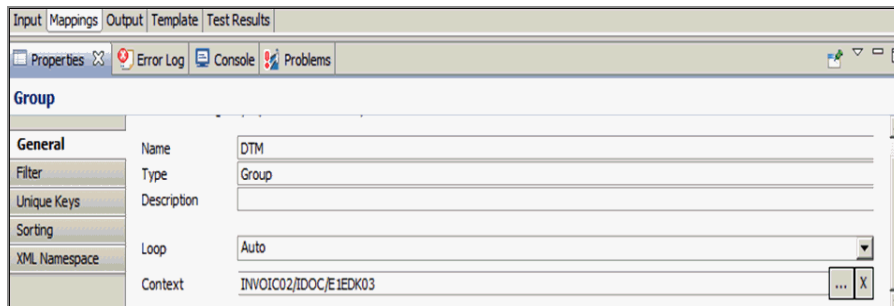 Input Mappings Output Template Test Results
Properties Error Log Console Problems
Group
General
Filter
Unique Keys
Sorting
XML Namespace
Name DTM
Type Group
Description
Loop Auto
Context INVOIC02/IDOC/E1EDK03 ... X